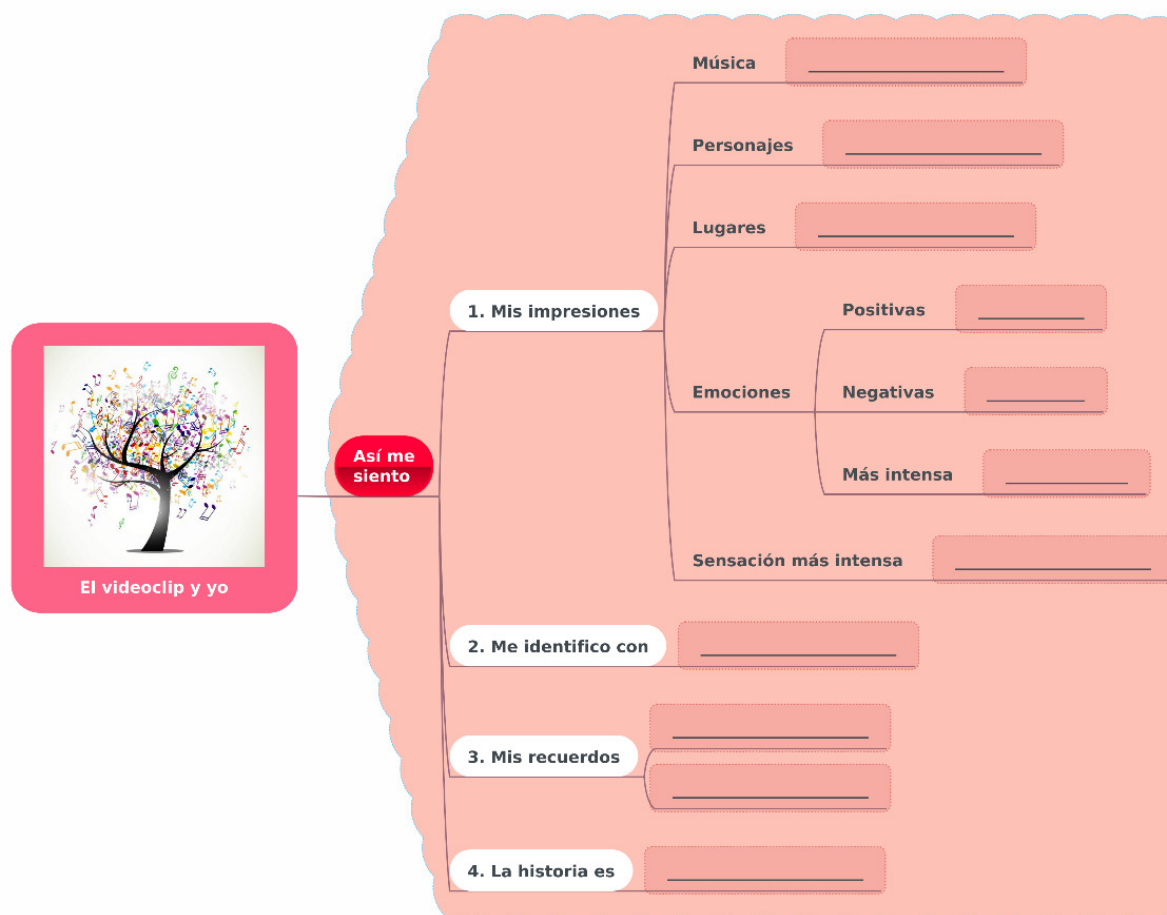 El videoclip y yo
Así me
siento
1. Mis impresiones
Música
Personajes
Lugares
Emociones
Positivas
Negativas
Más intensa
Sensación más intensa
2. Me identifico con
3. Mis recuerdos
4. La historia es